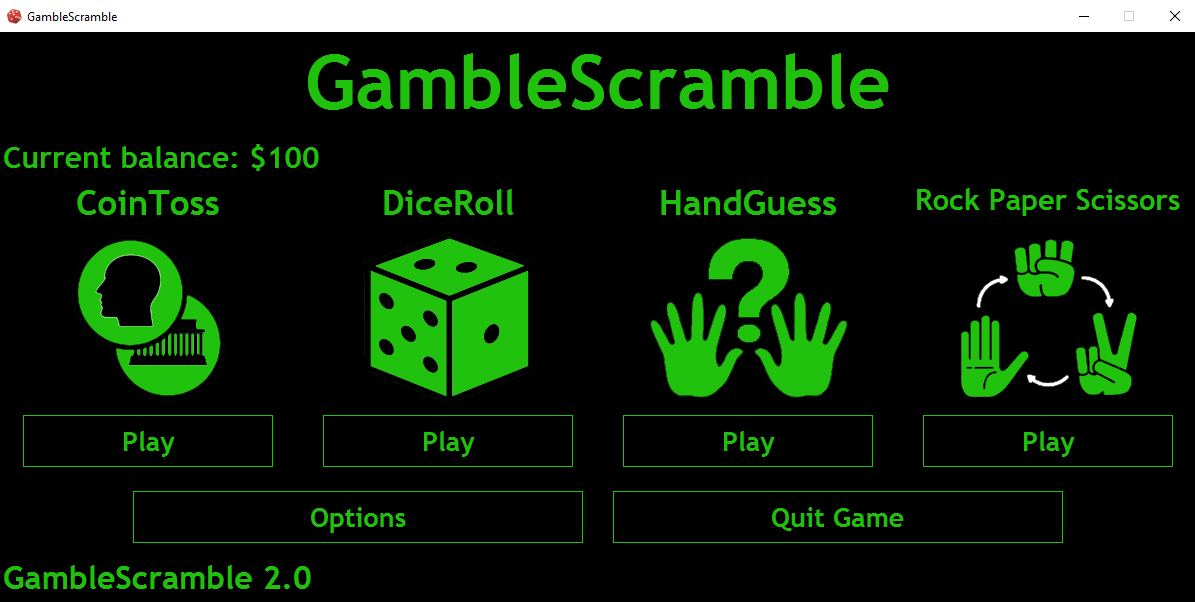 GambleScramble
GambleScramble
Current balance: $100
CoinToss
DiceRoll
HandGuess
Rock Paper Scissors
Play
Play
Play
Play
Options
Quit Game
GambleScramble 2.0